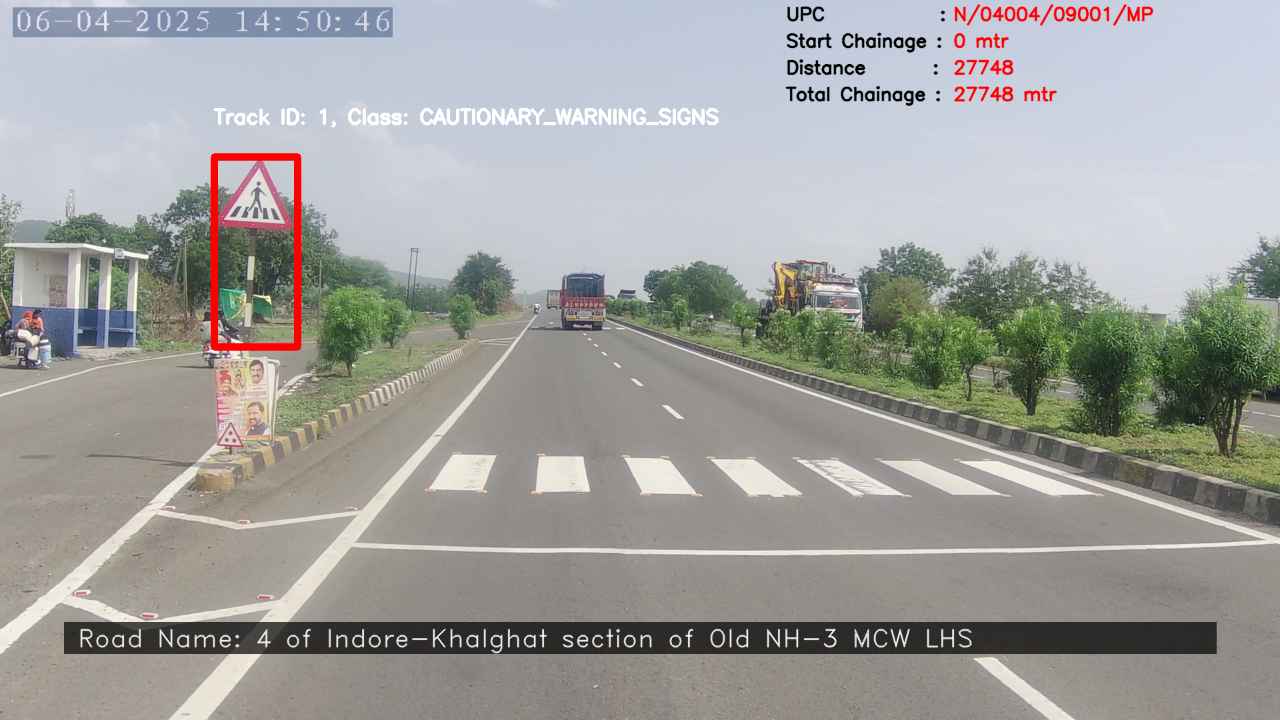 06-04-2025 14:50:46
UPC : N/04004/09001/MP
Start Chainage : 0 mtr
Distance : 27748
Total Chainage : 27748 mtr
Track ID: 1, Class: CAUTIONARY_WARNING_SIGNS
Road Name: 4 of Indore-Khalghat section of Old NH-3 MCW LHS